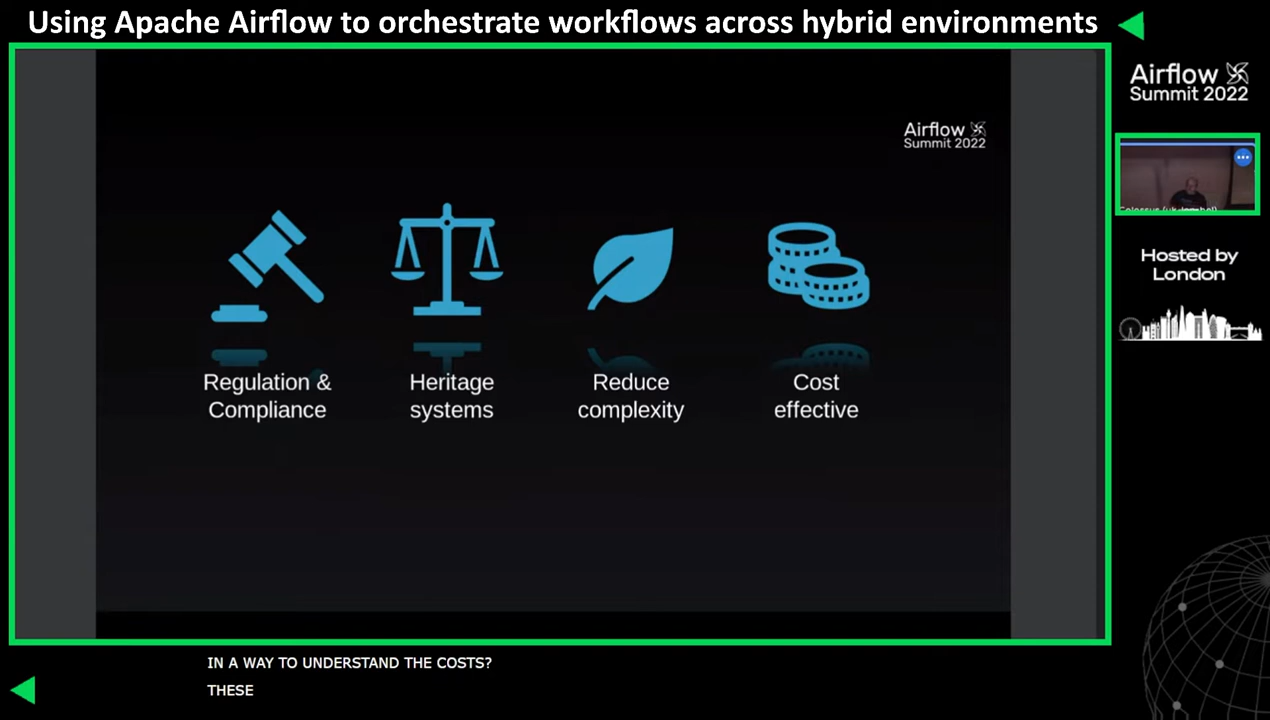 Using Apache Airflow to orchestrate workflows across hybrid environments
Airflow
Summit 2022
Airflow
Summit 2022
Regulation &
Compliance
Heritage
systems
Reduce
complexity
Cost
effective
Hosted by
London
IN A WAY TO UNDERSTAND THE COSTS?
THESE